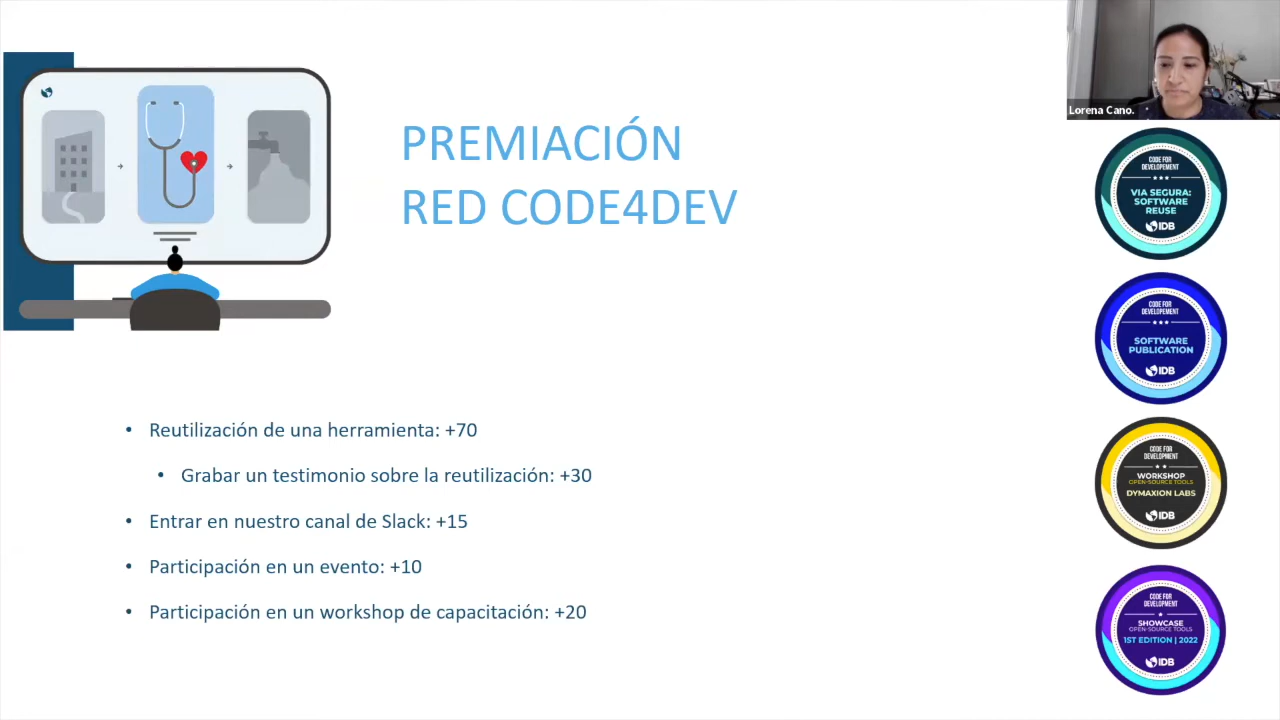 PREMIACIÓN
RED CODE4DEV
• Reutilización de una herramienta: +70
• Grabar un testimonio sobre la reutilización: +30
• Entrar en nuestro canal de Slack: +15
• Participación en un evento: +10
• Participación en un workshop de capacitación: +20
Lorena Cano.
CODE FOR
DEVELOPEMENT
VIA SEGURA:
SOFTWARE
REUSE
IDB
CODE FOR
DEVELOPEMENT
SOFTWARE
PUBLICATION
IDB
CODE FOR
DEVELOPMENT
WORKSHOP
OPEN-SOURCE TOOLS
DYMAXION LABS
IDB
CODE FOR
DEVELOPMENT
SHOWCASE
OPEN-SOURCE TOOLS
1ST EDITION | 2022
IDB